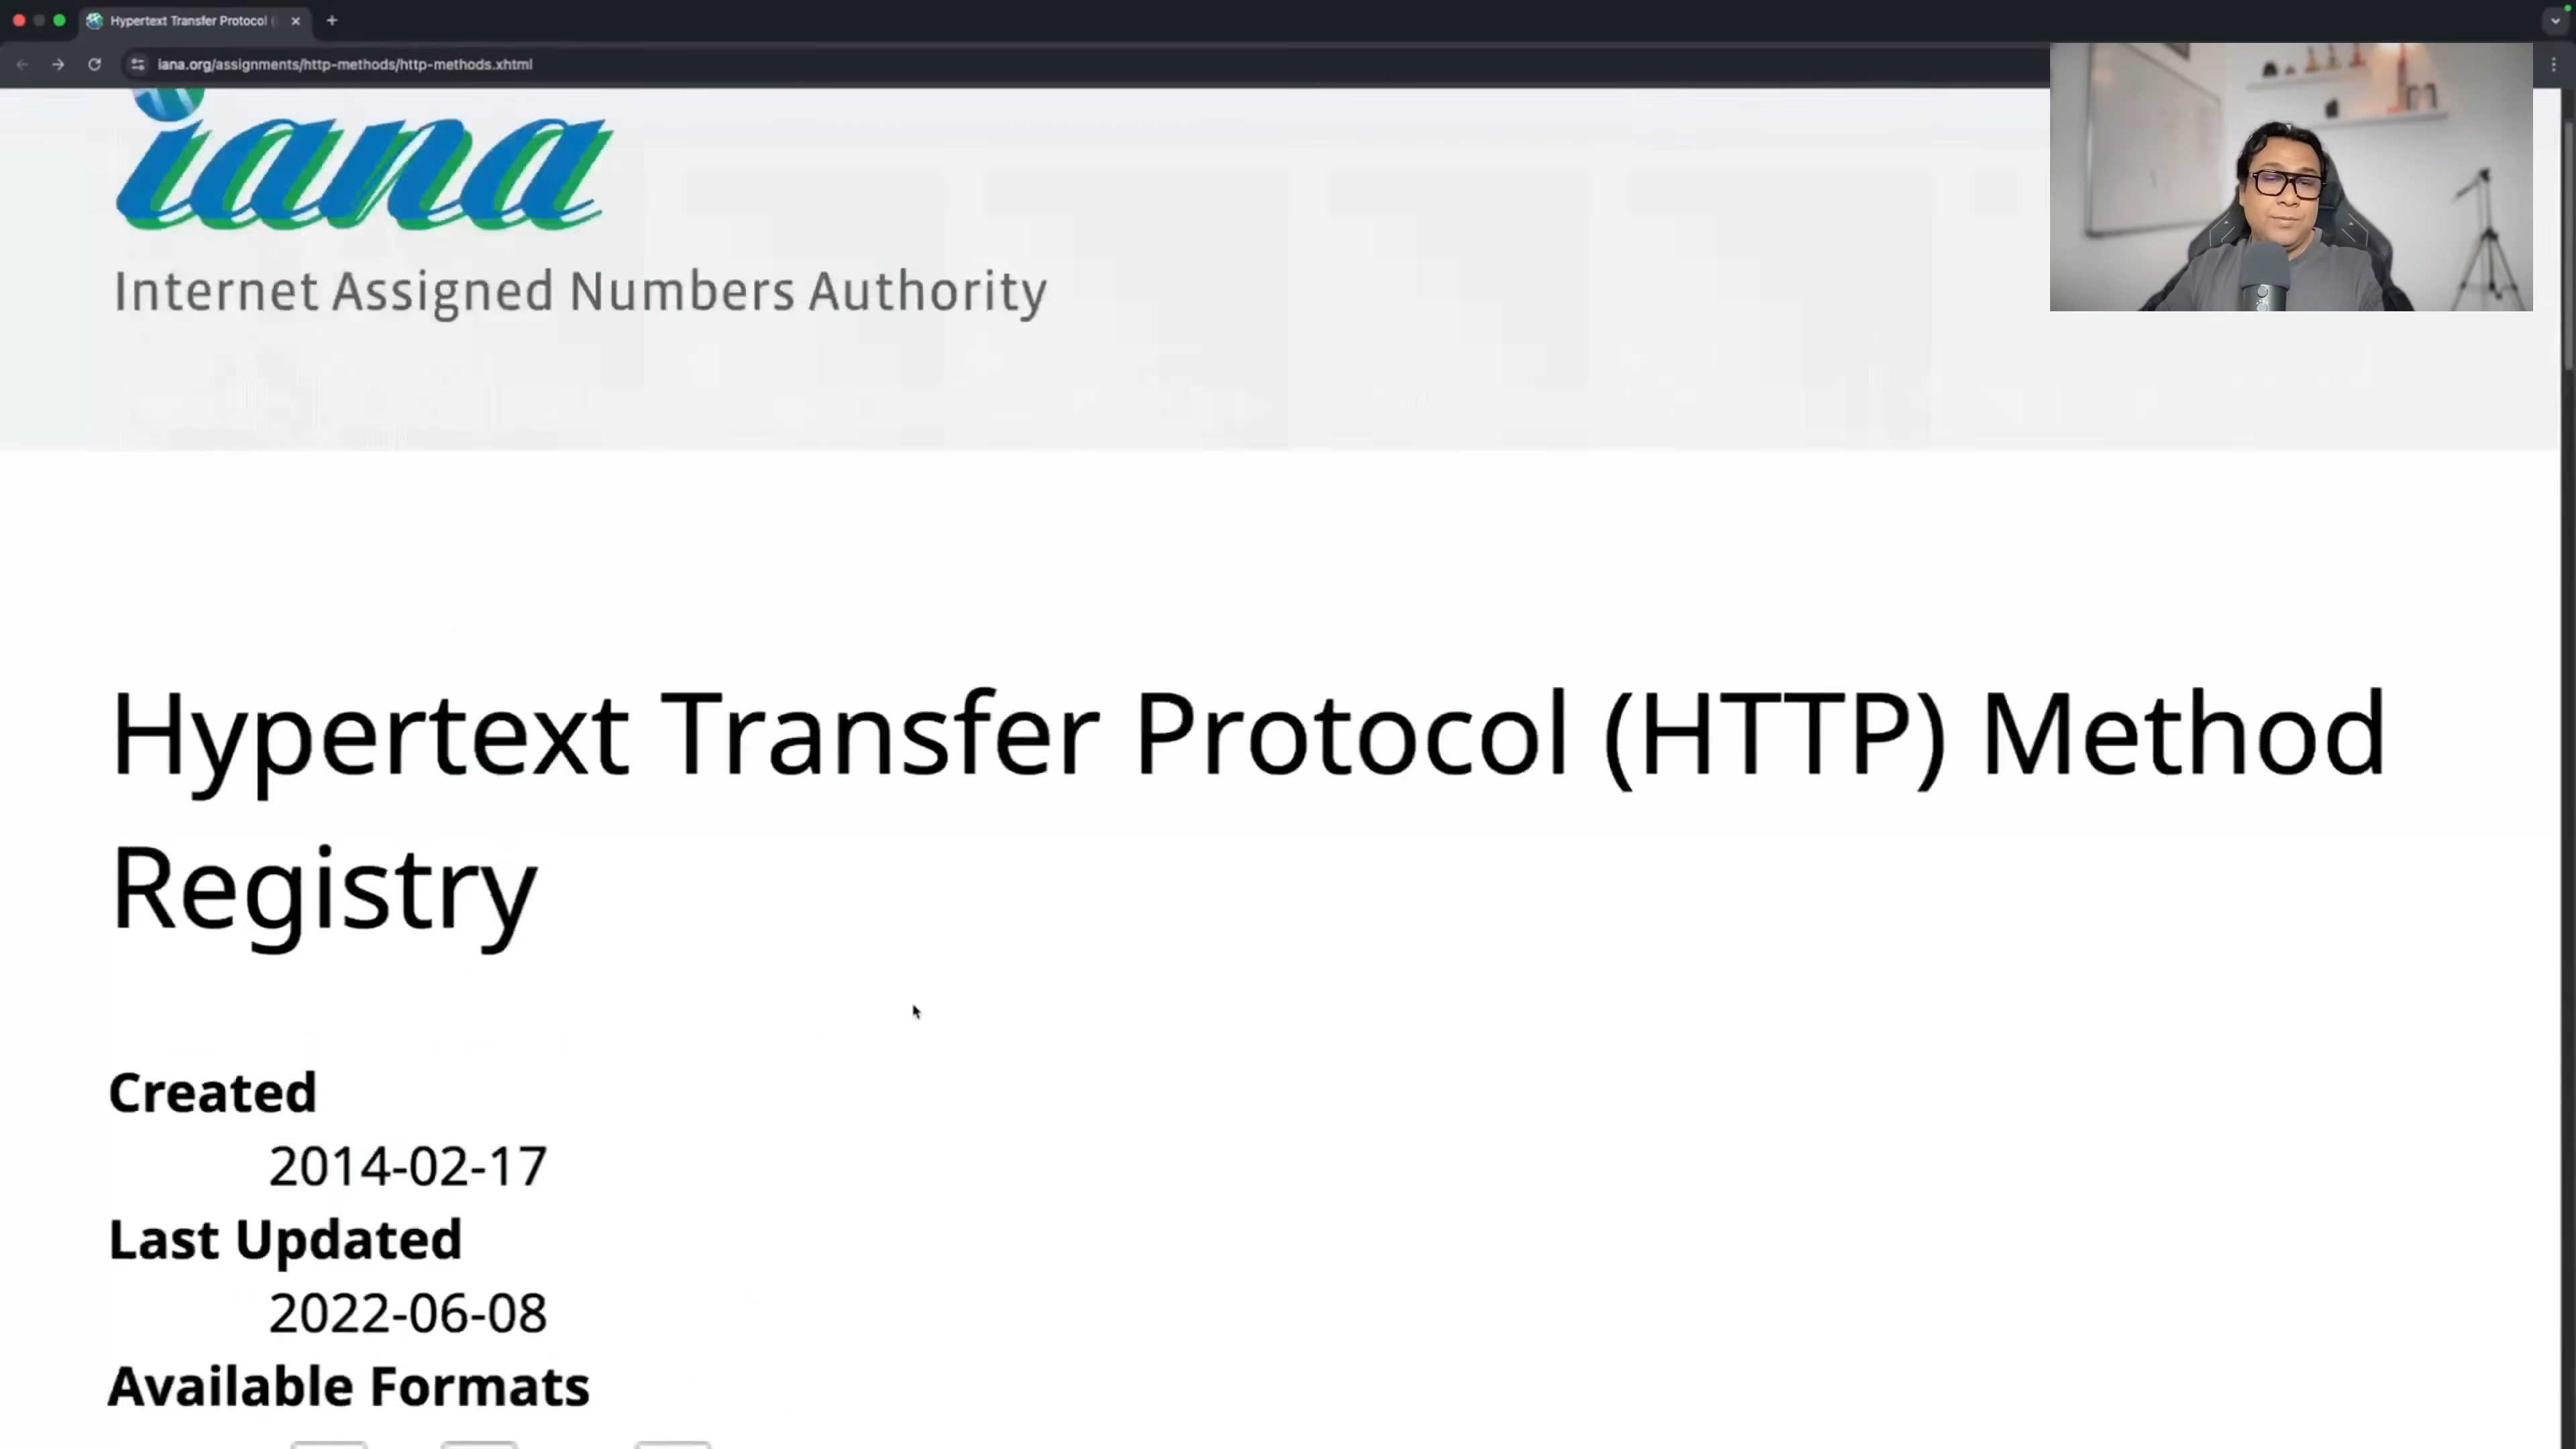 Hypertext Transfer Protocol (
iana.org/assignments/http-methods/http-methods.xhtml
iana
Internet Assigned Numbers Authority
Hypertext Transfer Protocol (HTTP) Method
Registry
Created
2014-02-17
Last Updated
2022-06-08
Available Formats